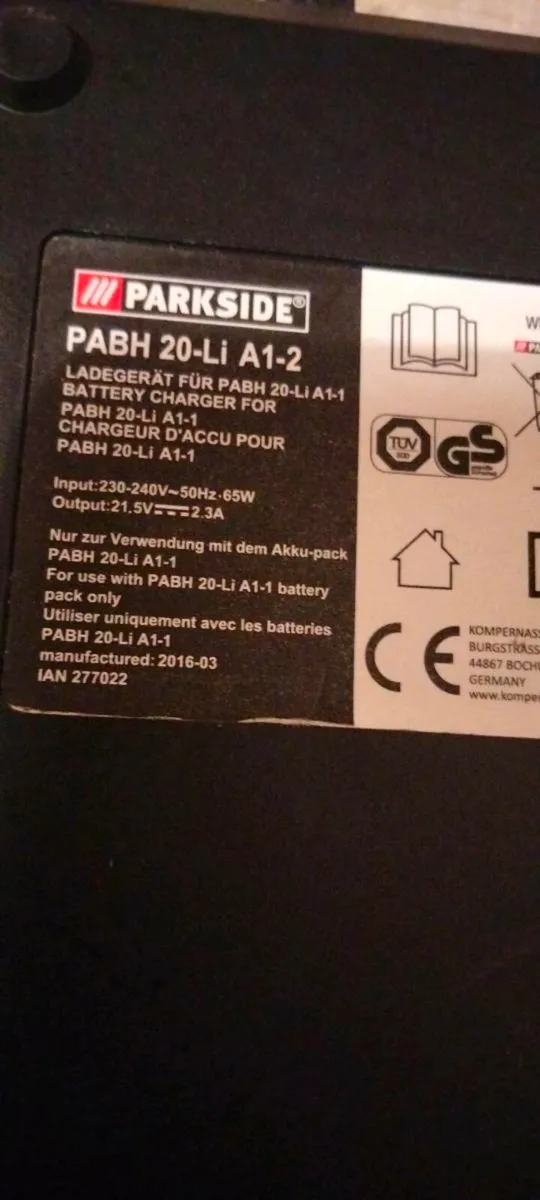 PARKSIDE®
PABH 20-Li A1-2
LADEGERÄT FÜR PABH 20-Li A1-1
BATTERY CHARGER FOR
PABH 20-Li A1-1
CHARGEUR D'ACCU POUR
PABH 20-Li A1-1
Input:230-240V~50Hz·65W
Output:21.5V⎓2.3A
Nur zur Verwendung mit dem Akku-pack
PABH 20-Li A1-1
For use with PABH 20-Li A1-1 battery
pack only
Utiliser uniquement avec les batteries
PABH 20-Li A1-1
manufactured: 2016-03
IAN 277022
TÜV
GS
CE
KOMPERNASS
BURGSTRASS
44867 BOCHU
GERMANY
www.komper